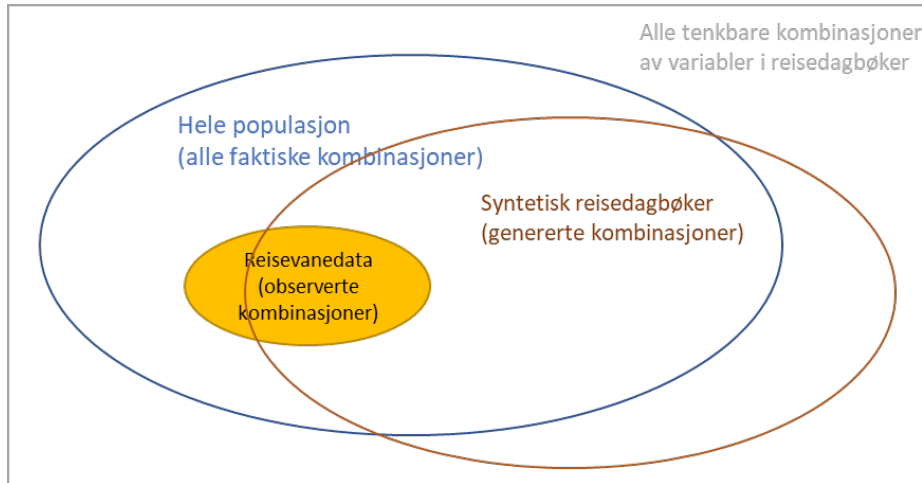 Alle tenkbare kombinasjoner
av variabler i reisedagbøker
Hele populasjon
(alle faktiske kombinasjoner)
Syntetisk reisedagbøker
(genererte kombinasjoner)
Reisevanedata
(observerte
kombinasjoner)